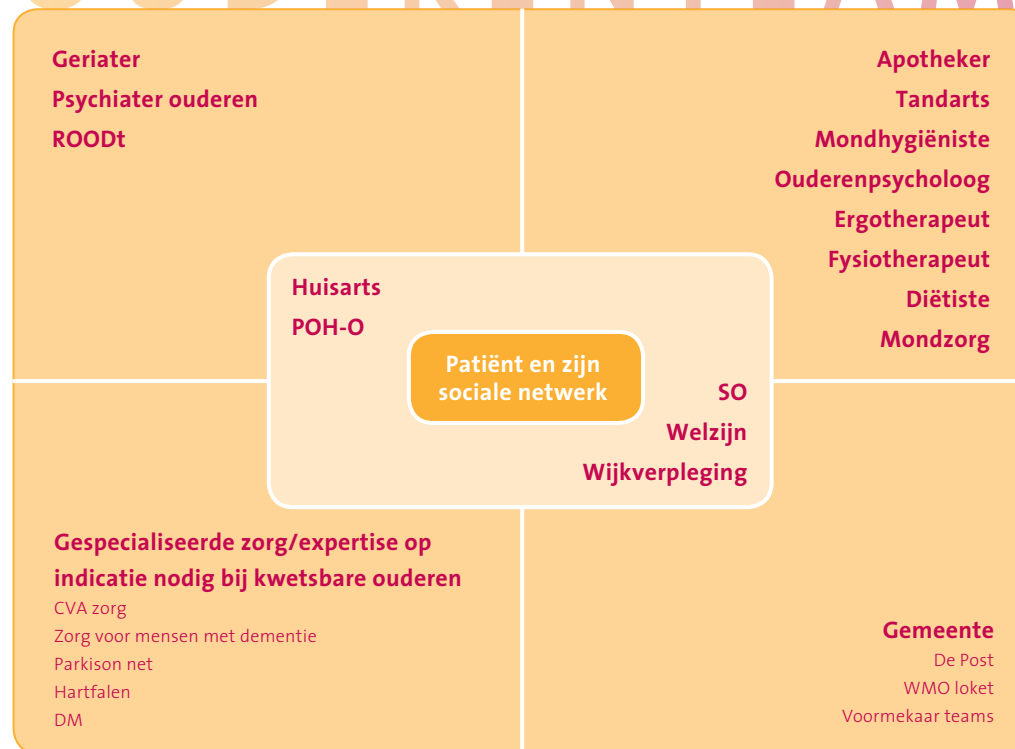 OUDERENTEAM
Geriater
Psychiater ouderen
ROODt
Apotheker
Tandarts
Mondhygiëniste
Ouderenpsycholoog
Ergotherapeut
Fysiotherapeut
Diëtiste
Mondzorg
Huisarts
POH-O
Patiënt en zijn
sociale netwerk
SO
Welzijn
Wijkverpleging
Gespecialiseerde zorg/expertise op
indicatie nodig bij kwetsbare ouderen
CVA zorg
Zorg voor mensen met dementie
Parkison net
Hartfalen
DM
Gemeente
De Post
WMO loket
Voormekaar teams